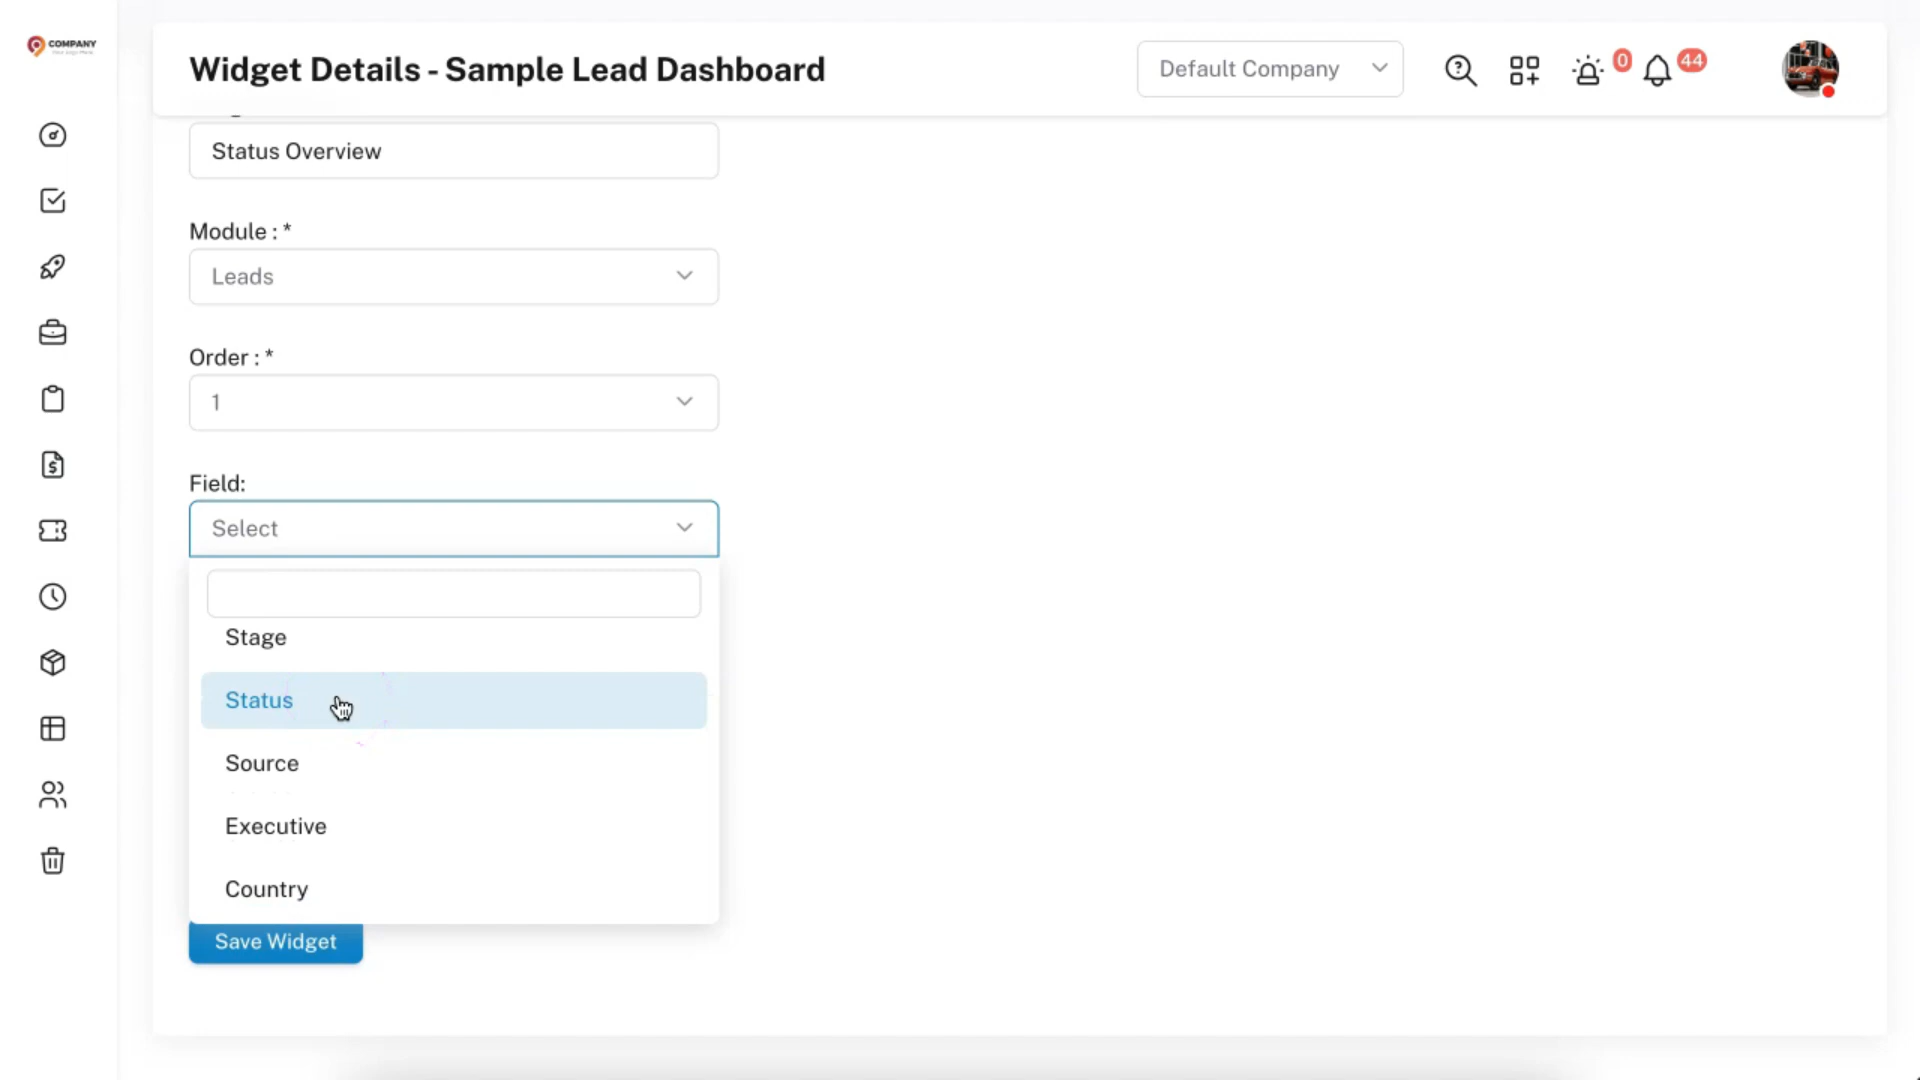 COMPANY
Widget Details - Sample Lead Dashboard
Default Company
0
44
Status Overview
Module : *
Leads
Order : *
1
Field:
Select
Stage
Status
Source
Executive
Country
Save Widget